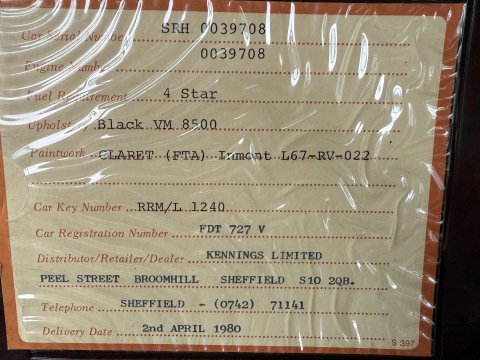 Car Serial Number SRH 0039708
Engine Number 0039708
Fuel Requirement 4 Star
Upholstery Black VM 8500
Paintwork CLARET (FTA) Inmont L67-RV-022
Car Key Number RRM/L 1240
Car Registration Number FDT 727 V
Distributor/Retailer/Dealer KENNINGS LIMITED
PEEL STREET BROOMHILL SHEFFIELD S10 2QB.
Telephone SHEFFIELD - (0742) 71141
Delivery Date 2nd APRIL 1980
S 397